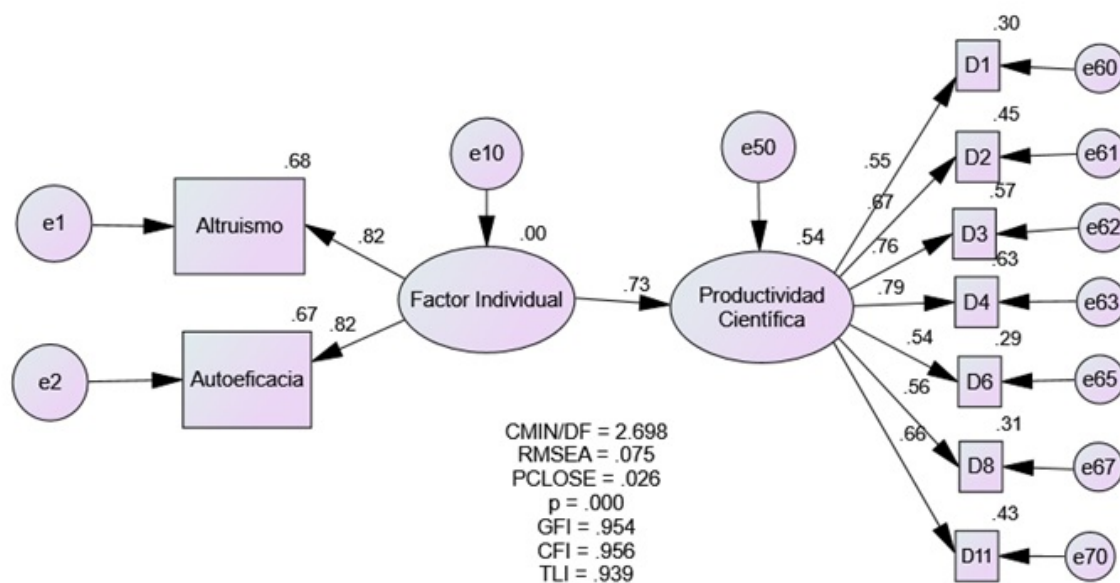 .30
D1
e60
.45
.55
D2
e61
e10
e50
.67
.57
.68
D3
e62
e1
Altruismo
.82
.00
.54
.76
.63
.73
.79
D4
e63
Factor Individual
Productividad
Científica
.67
.82
.54
.29
e2
Autoeficacia
D6
e65
.56
.31
CMIN/DF = 2.698
RMSEA = .075
PCLOSE = .026
p = .000
GFI = .954
CFI = .956
TLI = .939
.66
D8
e67
.43
D11
e70